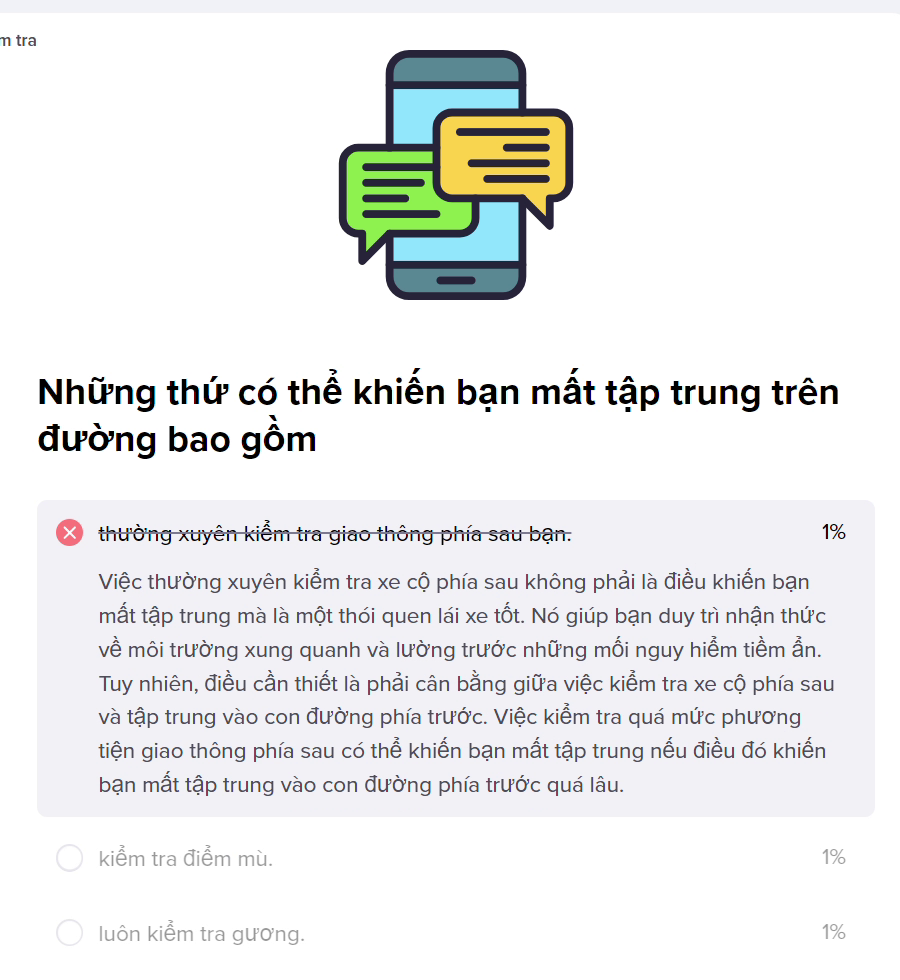 m tra
Những thứ có thể khiến bạn mất tập trung trên
đường bao gồm
thường xuyên kiểm tra giao thông phía sau bạn.
1%
Việc thường xuyên kiểm tra xe cộ phía sau không phải là điều khiến bạn
mất tập trung mà là một thói quen lái xe tốt. Nó giúp bạn duy trì nhận thức
về môi trường xung quanh và lường trước những mối nguy hiểm tiềm ẩn.
Tuy nhiên, điều cần thiết là phải cân bằng giữa việc kiểm tra xe cộ phía sau
và tập trung vào con đường phía trước. Việc kiểm tra quá mức phương
tiện giao thông phía sau có thể khiến bạn mất tập trung nếu điều đó khiến
bạn mất tập trung vào con đường phía trước quá lâu.
kiểm tra điểm mù.
1%
luôn kiểm tra gương.
1%